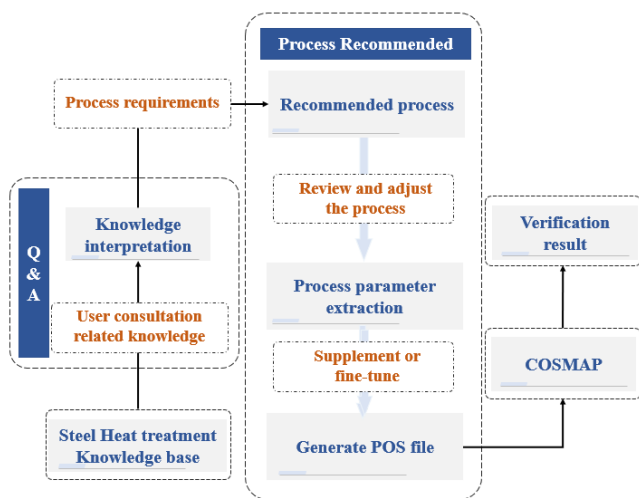 Process Recommended
Process requirements
Recommended process
Review and adjust
the process
Knowledge
interpretation
Q
&
A
User consultation
related knowledge
Steel Heat treatment
Knowledge base
Process parameter
extraction
Supplement or
fine-tune
Generate POS file
Verification
result
COSMAP